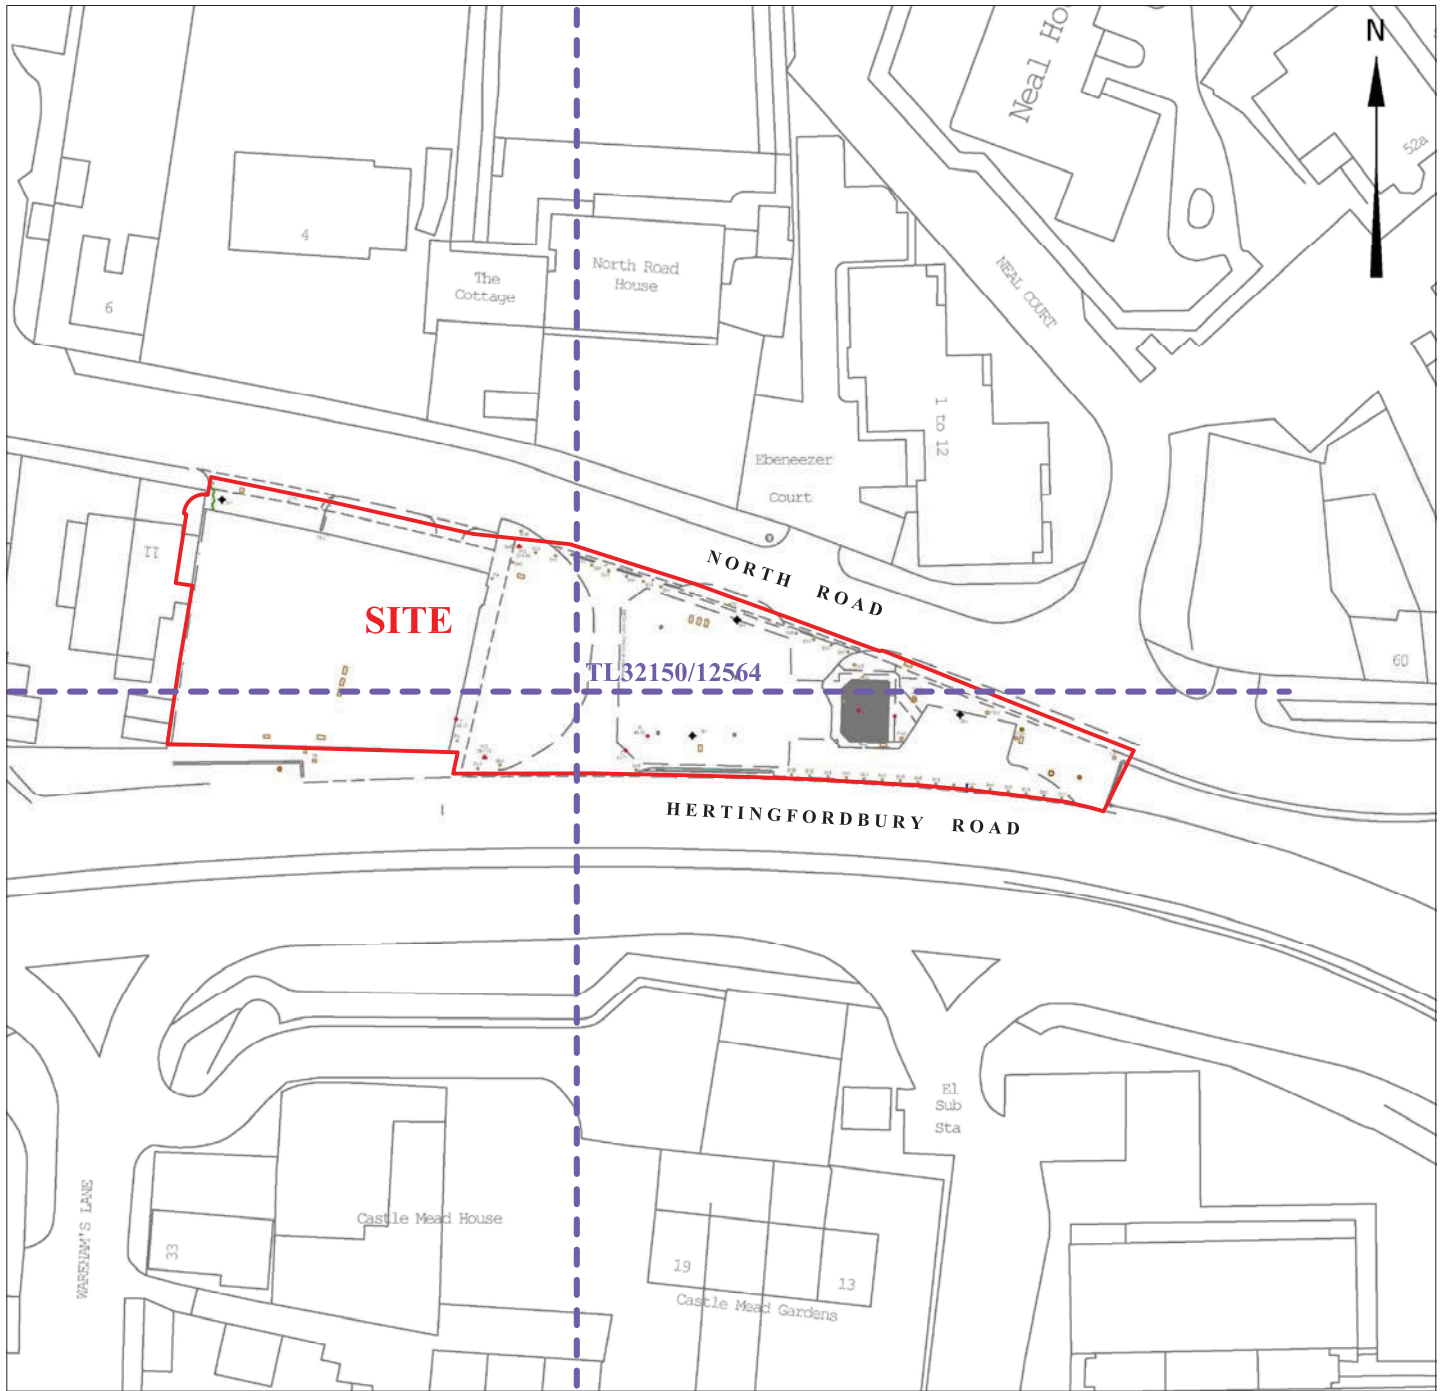 N
Neal Ho
52a
4
The
Cottage
North Road
House
6
NEAL COURT
1 to 12
Ebeneezer
Court
11
NORTH ROAD
SITE
TL32150/12564
60
HERTINGFORDBURY ROAD
El
Sub
Sta
WAREHAM'S LANE
Castle Mead House
33
19
13
Castle Mead Gardens